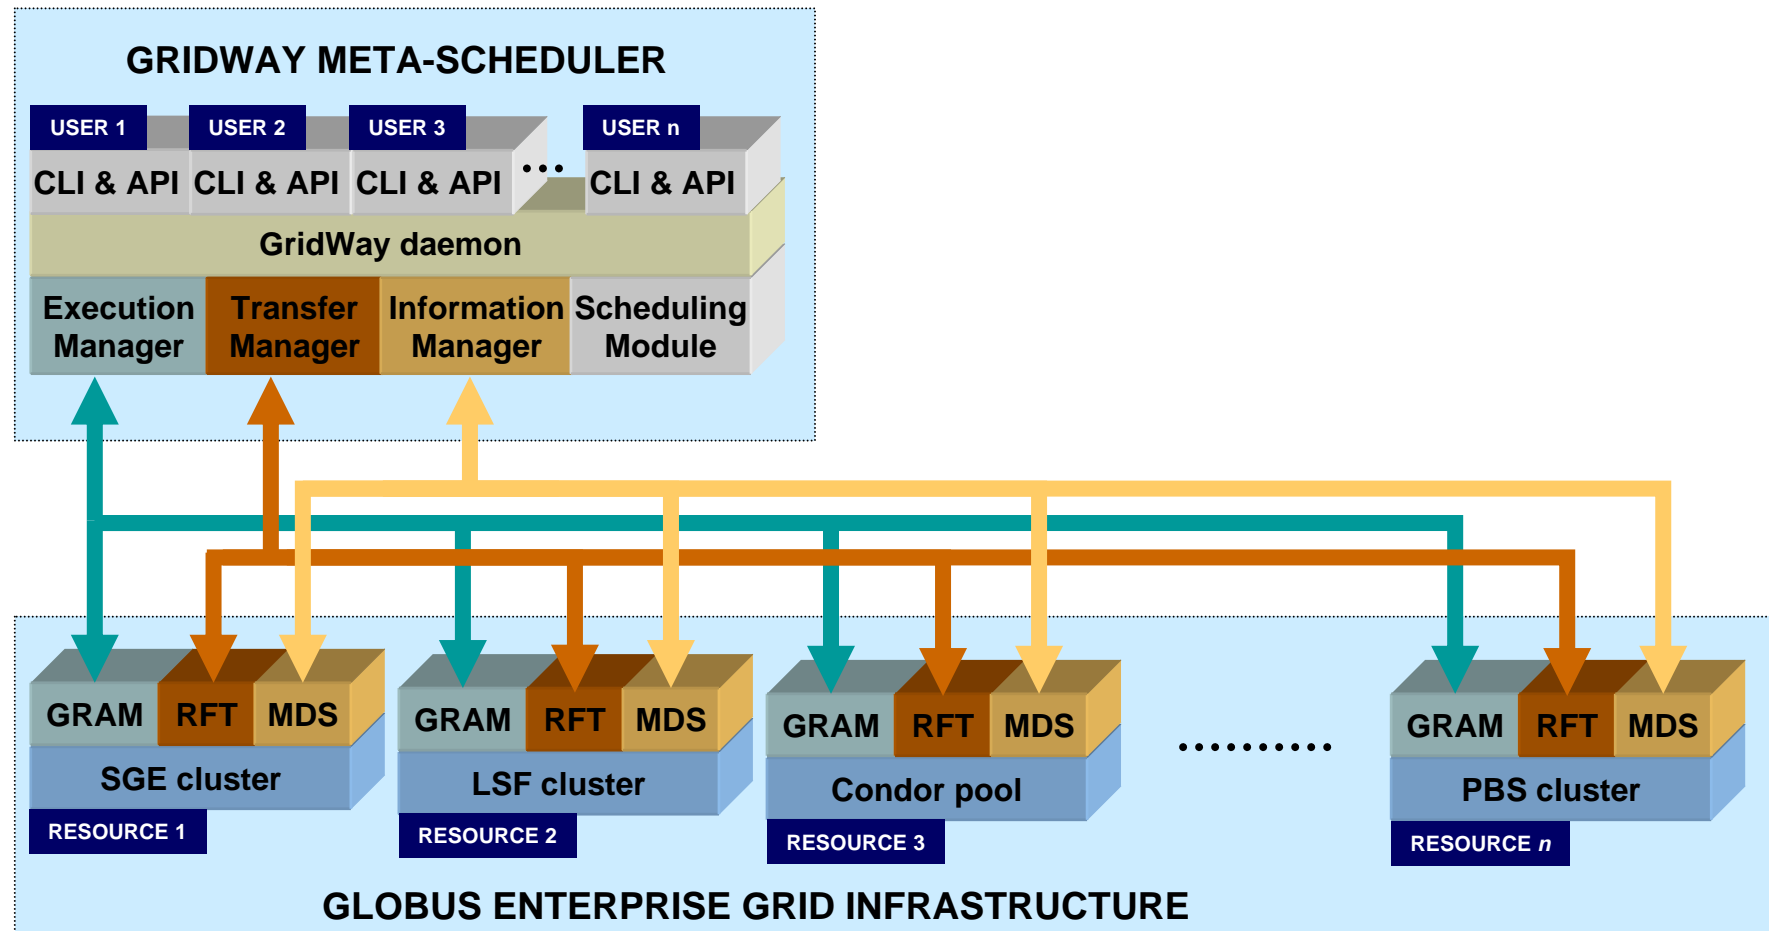 GRIDWAY META-SCHEDULER
USER 1 USER 2 USER 3 USER n
CLI & API CLI & API CLI & API ... CLI & API
GridWay daemon
Execution Transfer Information Scheduling
Manager Manager Manager Module
GRAM RFT MDS GRAM RFT MDS GRAM RFT MDS .......... GRAM RFT MDS
SGE cluster LSF cluster Condor pool PBS cluster
RESOURCE 1 RESOURCE 2 RESOURCE 3 RESOURCE n
GLOBUS ENTERPRISE GRID INFRASTRUCTURE